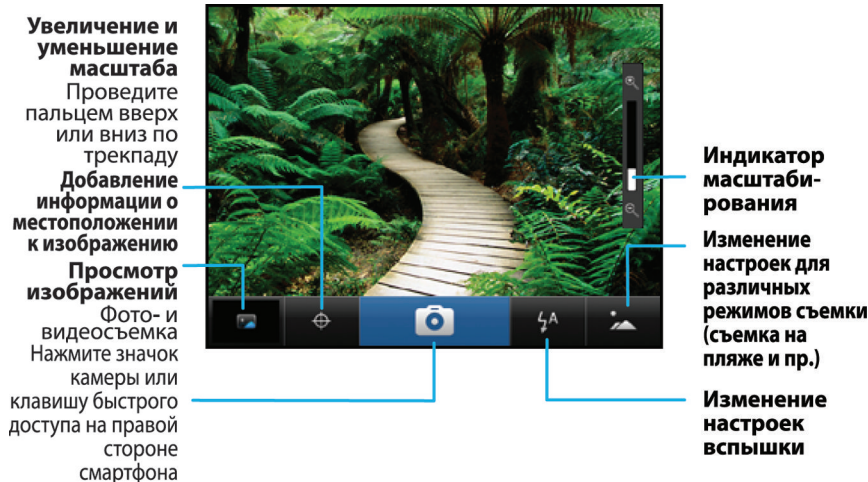 Увеличение и
уменьшение
масштаба
Проведите
пальцем вверх
или вниз по
трекпаду
Добавление
информации о
местоположении
к изображению
Просмотр
изображений
Фото- и
видеосъемка
Нажмите значок
камеры или
клавишу быстрого
доступа на правой
стороне
смартфона
A
Индикатор
масштаби-
рования
Изменение
настроек для
различных
режимов съемки
(съемка на
пляже и пр.)
Изменение
настроек
вспышки